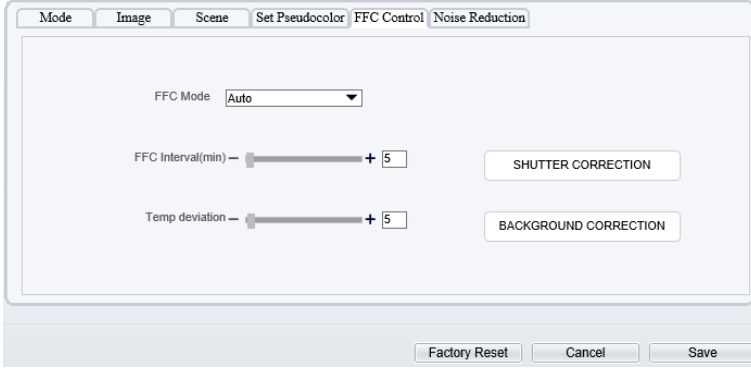 Mode Image Scene Set Pseudocolor FFC Control Noise Reduction
FFC Mode Auto
FFC Interval(min) − + 5 SHUTTER CORRECTION
Temp deviation − + 5 BACKGROUND CORRECTION
Factory Reset Cancel Save